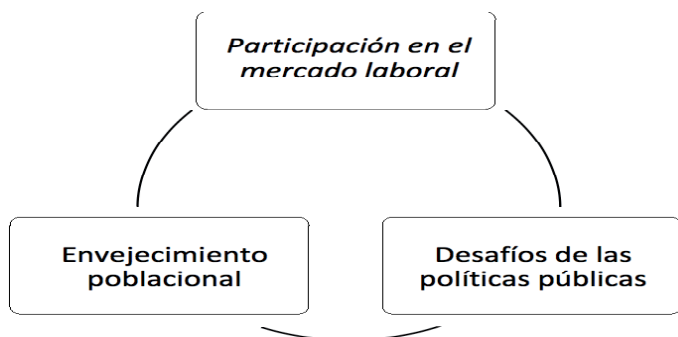 Participación en el
mercado laboral
Envejecimiento
poblacional
Desafíos de las
políticas públicas